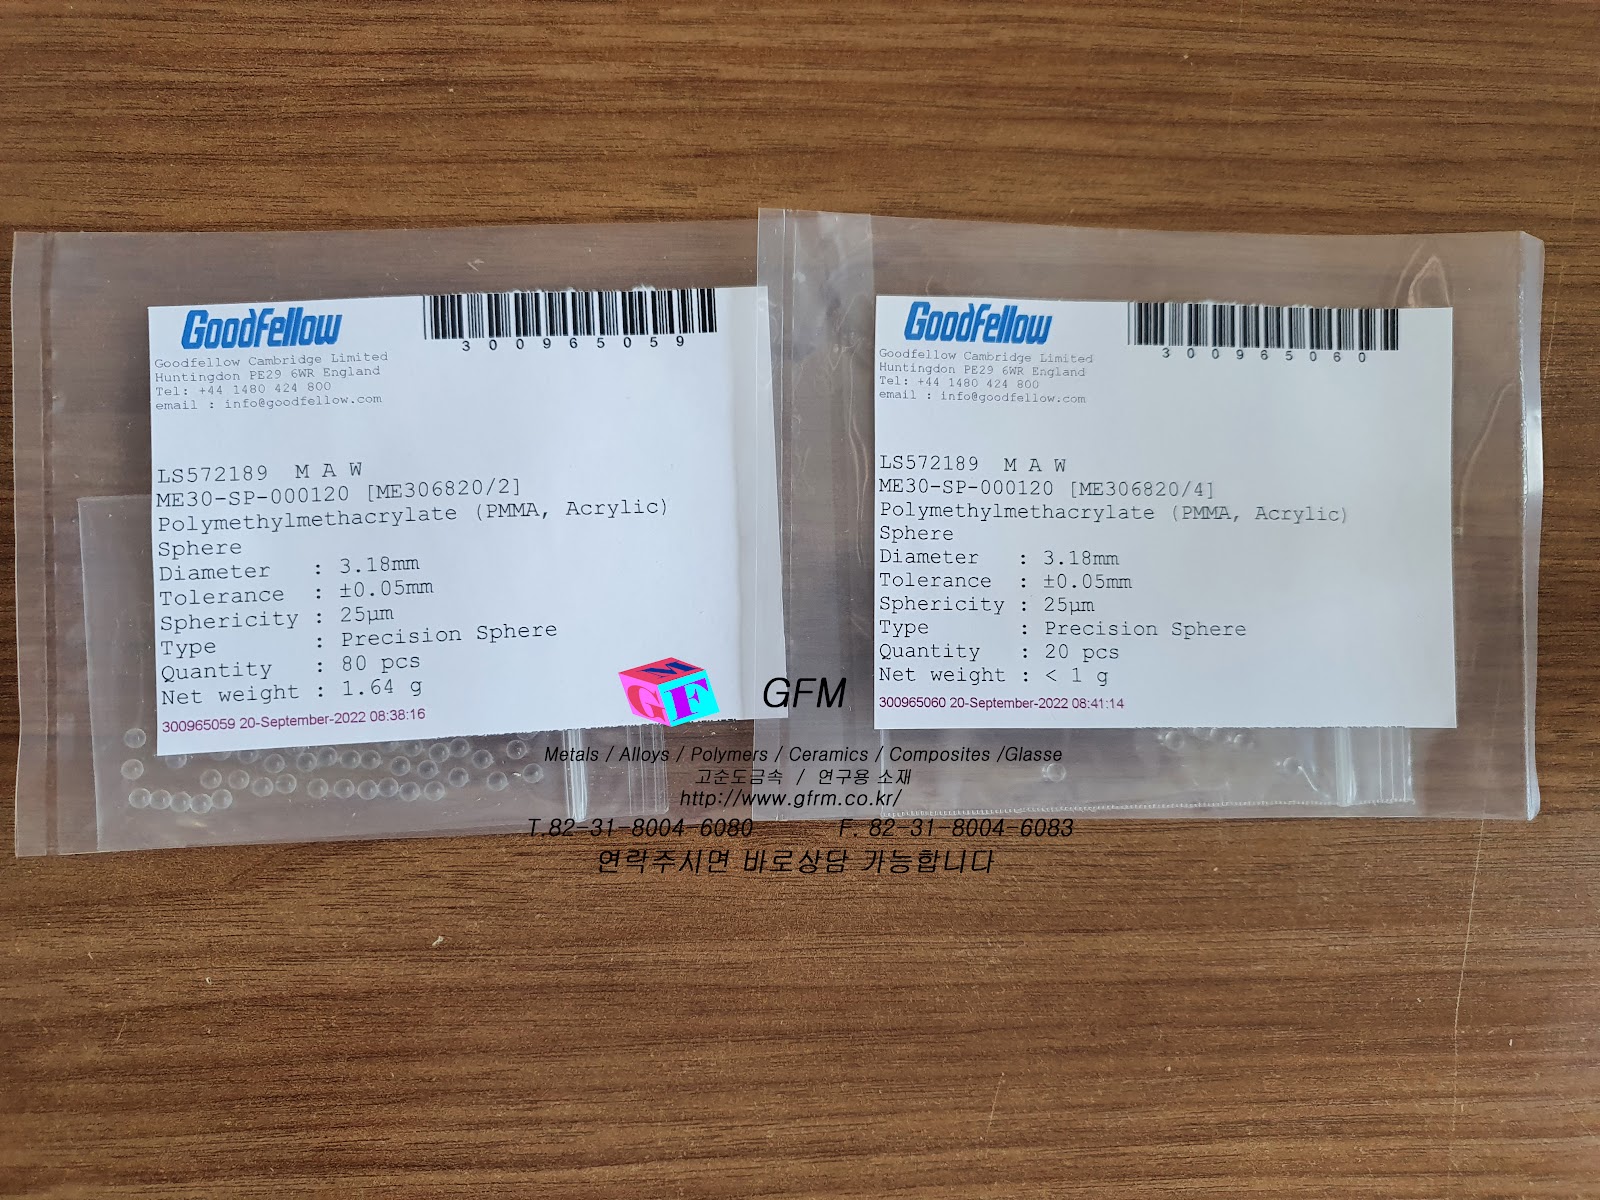 GoodFellow
300965059
Goodfellow Cambridge Limited
Huntingdon PE29 6WR England
Tel: +44 1480 424 800
email : info@goodfellow.com
LS572189 M A W
ME30-SP-000120 [ME306820/2]
Polymethylmethacrylate (PMMA, Acrylic)
Sphere
Diameter : 3.18mm
Tolerance : ±0.05mm
Sphericity : 25µm
Type : Precision Sphere
Quantity : 80 pcs
Net weight : 1.64 g
300965059 20-September-2022 08:38:16
GoodFellow
300965060
Goodfellow Cambridge Limited
Huntingdon PE29 6WR England
Tel: +44 1480 424 800
email : info@goodfellow.com
LS572189 M A W
ME30-SP-000120 [ME306820/4]
Polymethylmethacrylate (PMMA, Acrylic)
Sphere
Diameter : 3.18mm
Tolerance : ±0.05mm
Sphericity : 25µm
Type : Precision Sphere
Quantity : 20 pcs
Net weight : < 1 g
300965060 20-September-2022 08:41:14
GFM GFM
Metals / Alloys / Polymers / Ceramics / Composites /Glasse
고순도금속 / 연구용 소재
http://www.gfrm.co.kr/
T.82-31-8004-6080 F. 82-31-8004-6083
연락주시면 바로상담 가능합니다